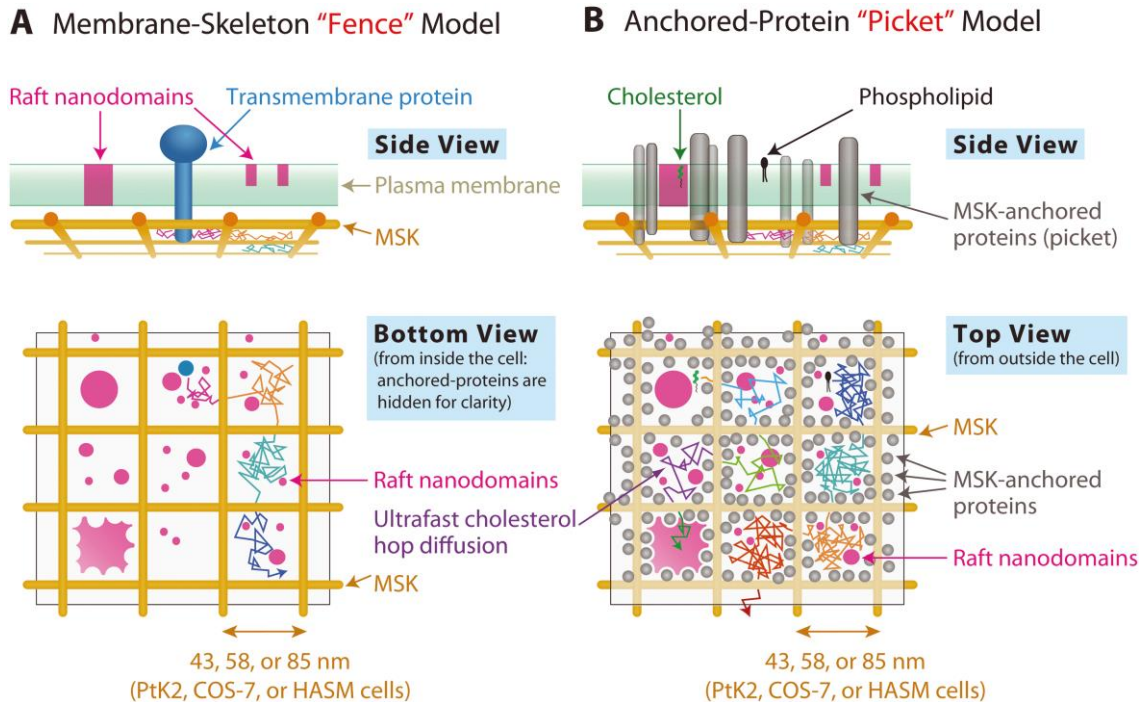 A Membrane-Skeleton "Fence" Model
Raft nanodomains
Transmembrane protein
Side View
Plasma membrane
MSK
Bottom View
(from inside the cell:
anchored-proteins are
hidden for clarity)
Raft nanodomains
Ultrafast cholesterol
hop diffusion
MSK
43, 58, or 85 nm
(PtK2, COS-7, or HASM cells)
B Anchored-Protein "Picket" Model
Cholesterol
Phospholipid
Side View
MSK-anchored
proteins (picket)
Top View
(from outside the cell)
MSK
MSK-anchored
proteins
Raft nanodomains
43, 58, or 85 nm
(PtK2, COS-7, or HASM cells)